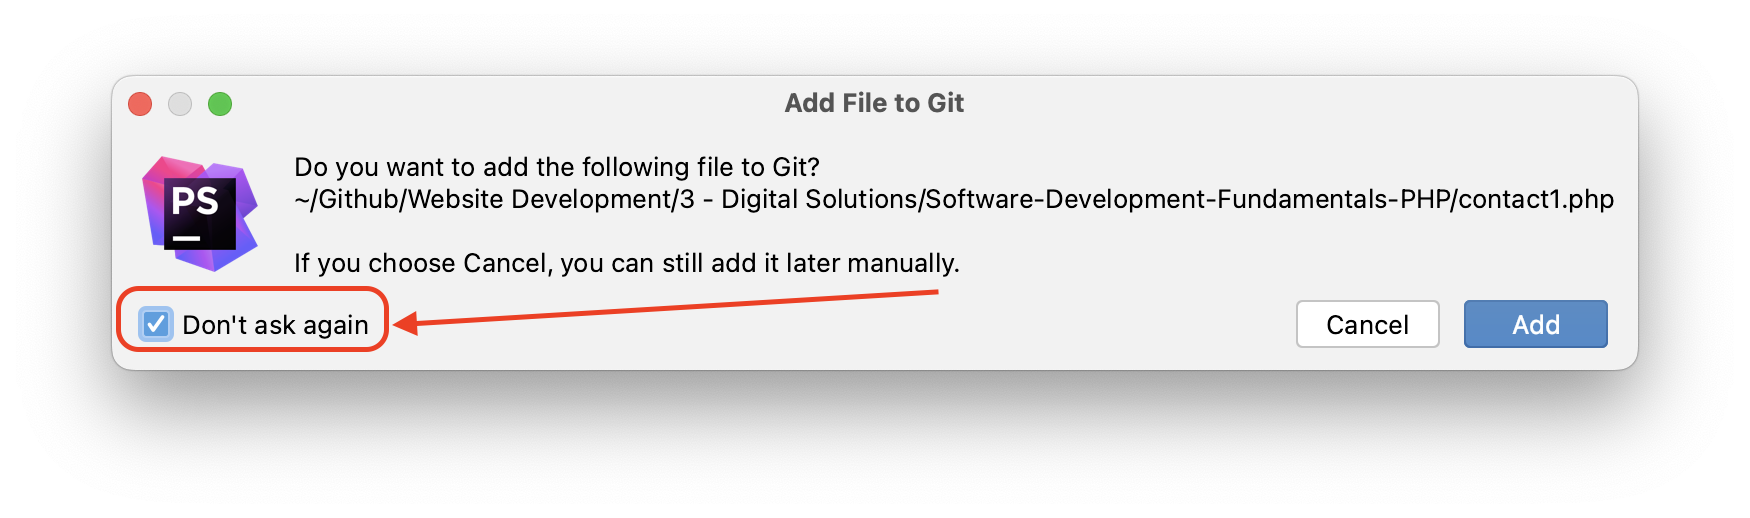 Add File to Git
PS
Do you want to add the following file to Git?
~/Github/Website Development/3 - Digital Solutions/Software-Development-Fundamentals-PHP/contact1.php
If you choose Cancel, you can still add it later manually.
Don't ask again
Cancel
Add